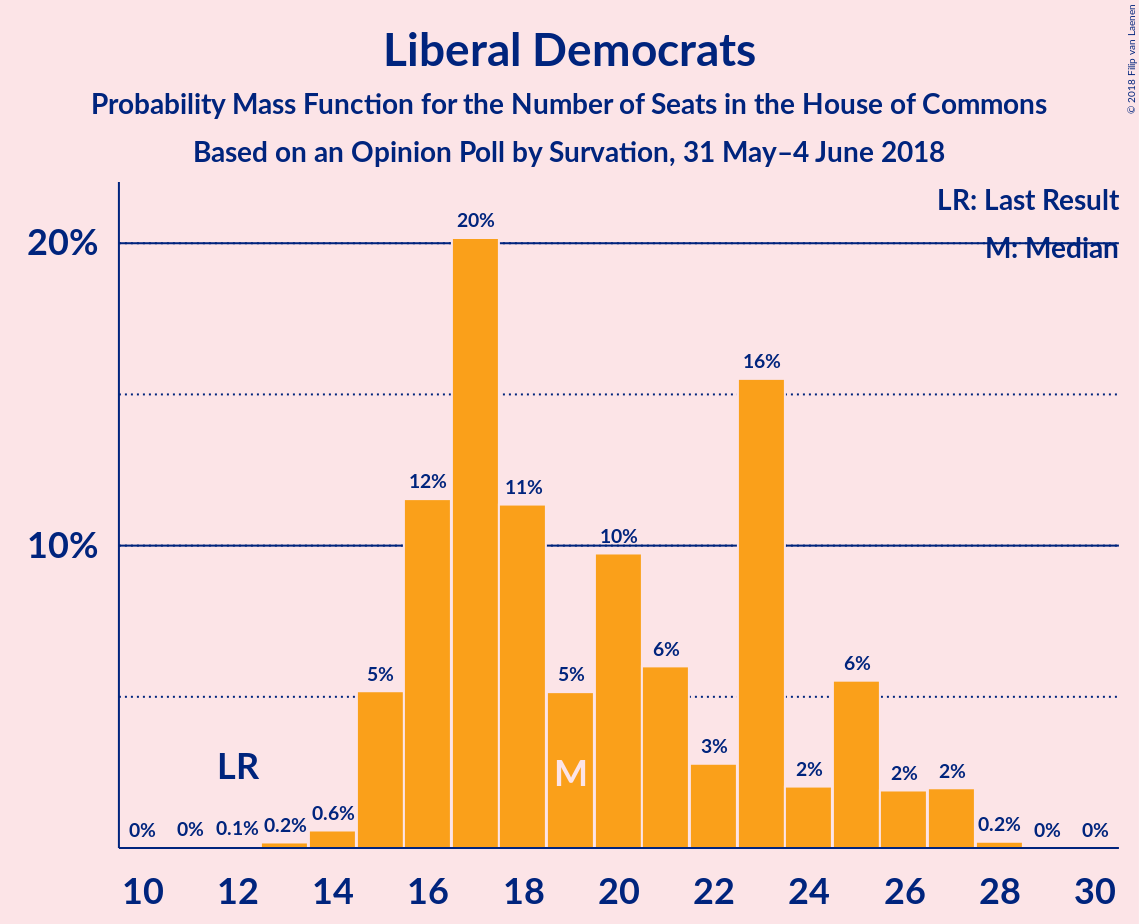 Liberal Democrats
Probability Mass Function for the Number of Seats in the House of Commons
Based on an Opinion Poll by Survation, 31 May–4 June 2018
© 2018 Filip van Laenen
LR: Last Result
M: Median
20%
10%
0%
0%
0.1%
0.2%
0.6%
5%
12%
20%
11%
5%
10%
6%
3%
16%
2%
6%
2%
2%
0.2%
0%
0%
LR
M
10 12 14 16 18 20 22 24 26 28 30